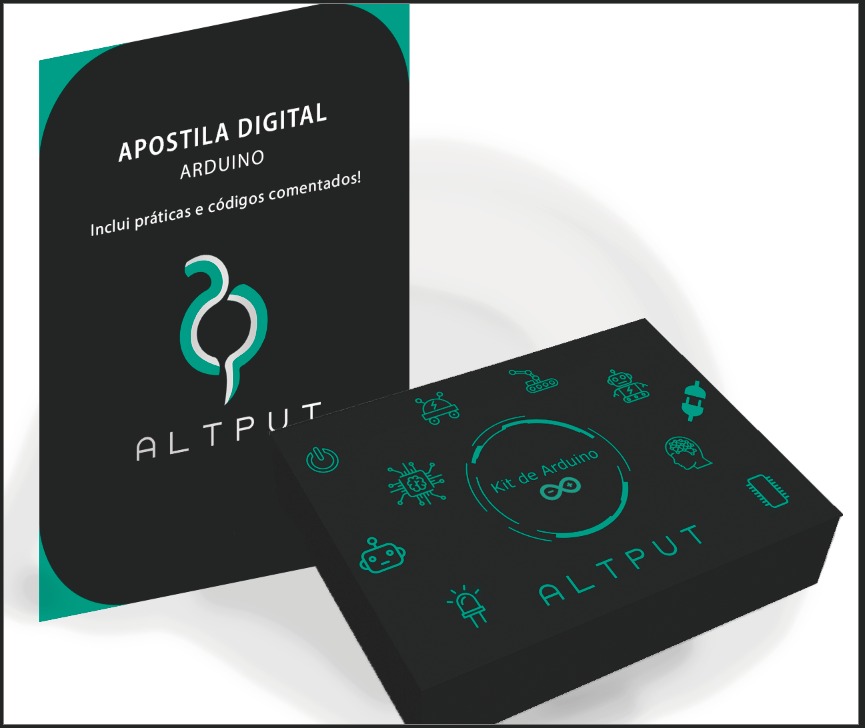 APOSTILA DIGITAL
ARDUINO
Inclui práticas e códigos comentados!
ALTPUT
Kit de Arduino
ALTPUT